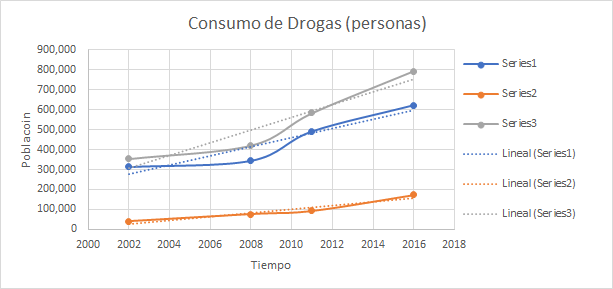 Consumo de Drogas (personas)
900,000
800,000
700,000
600,000
500,000
400,000
300,000
200,000
100,000
0
Poblacoin
2000 2002 2004 2006 2008 2010 2012 2014 2016 2018
Tiempo
Series1
Series2
Series3
Lineal (Series1)
Lineal (Series2)
Lineal (Series3)